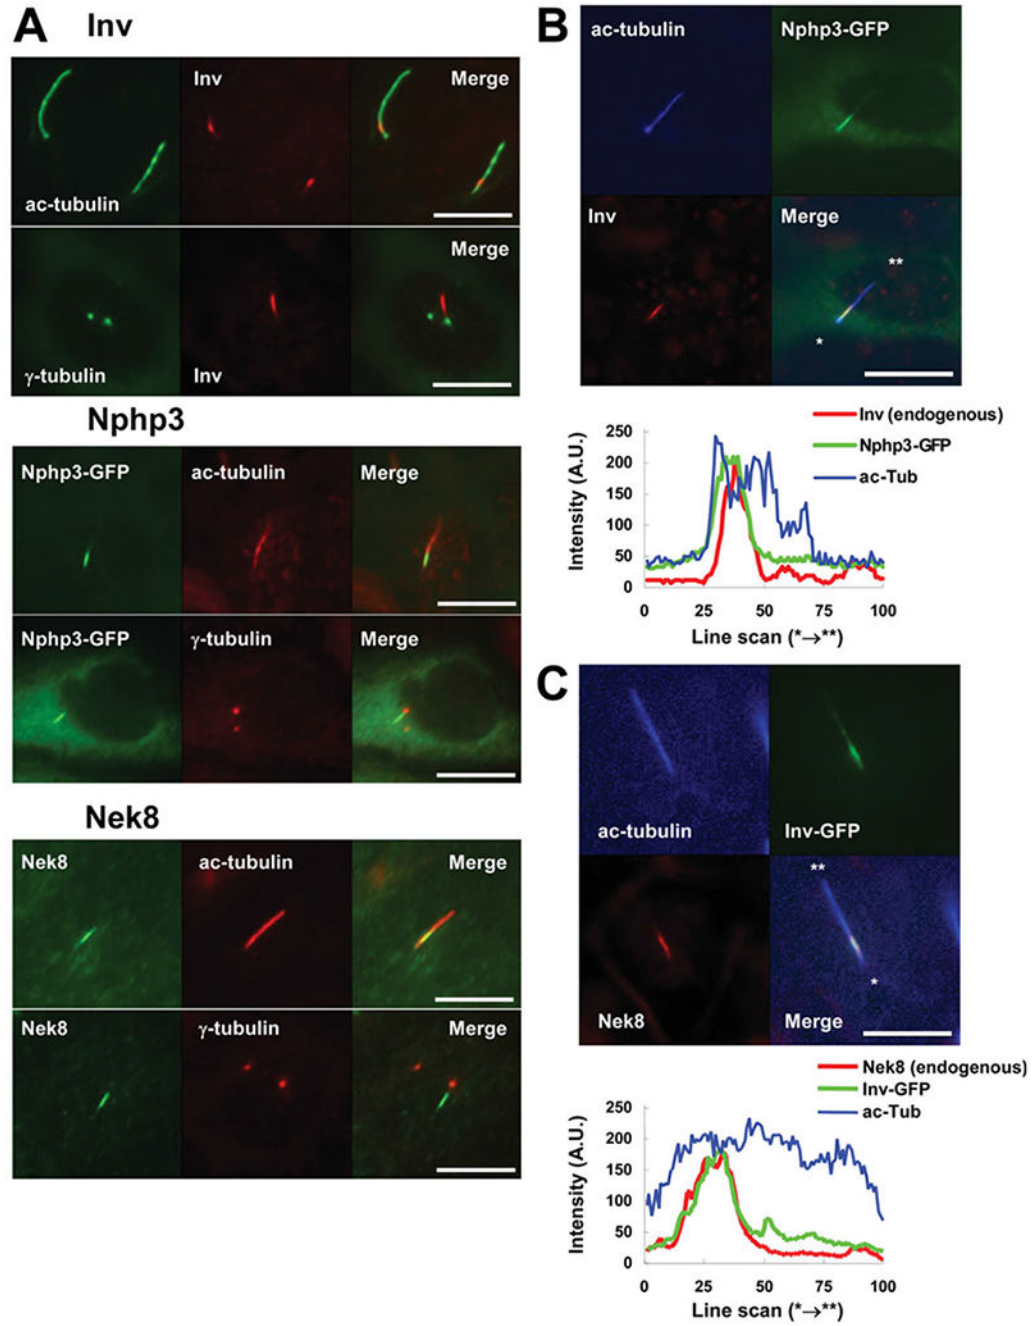 A Inv
Inv Merge
ac-tubulin
Merge
γ-tubulin Inv
Nphp3
Nphp3-GFP ac-tubulin Merge
Nphp3-GFP γ-tubulin Merge
Nek8
Nek8 ac-tubulin Merge
Nek8 γ-tubulin Merge
B
ac-tubulin Nphp3-GFP
Inv Merge
**
*
Inv (endogenous)
Nphp3-GFP
ac-Tub
Intensity (A.U.)
250
200
150
100
50
0
0 25 50 75 100
Line scan (*→**)
C
ac-tubulin Inv-GFP
**
*
Nek8 Merge
Nek8 (endogenous)
Inv-GFP
ac-Tub
Intensity (A.U.)
250
200
150
100
50
0
0 25 50 75 100
Line scan (*→**)